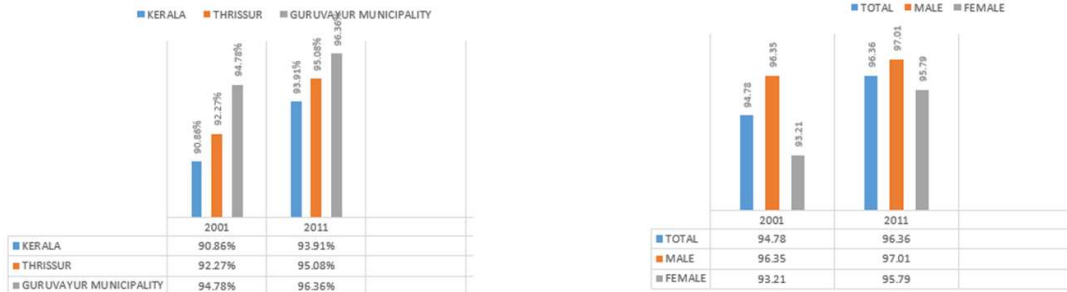 KERALA THRISSUR GURUVAYUR MUNICIPALITY
90.86%
92.27%
94.78%
93.91%
95.08%
96.36%
2001 2011
KERALA 90.86% 93.91%
THRISSUR 92.27% 95.08%
GURUVAYUR MUNICIPALITY 94.78% 96.36%
TOTAL MALE FEMALE
94.78
96.35
93.21
96.36
97.01
95.79
2001 2011
TOTAL 94.78 96.36
MALE 96.35 97.01
FEMALE 93.21 95.79